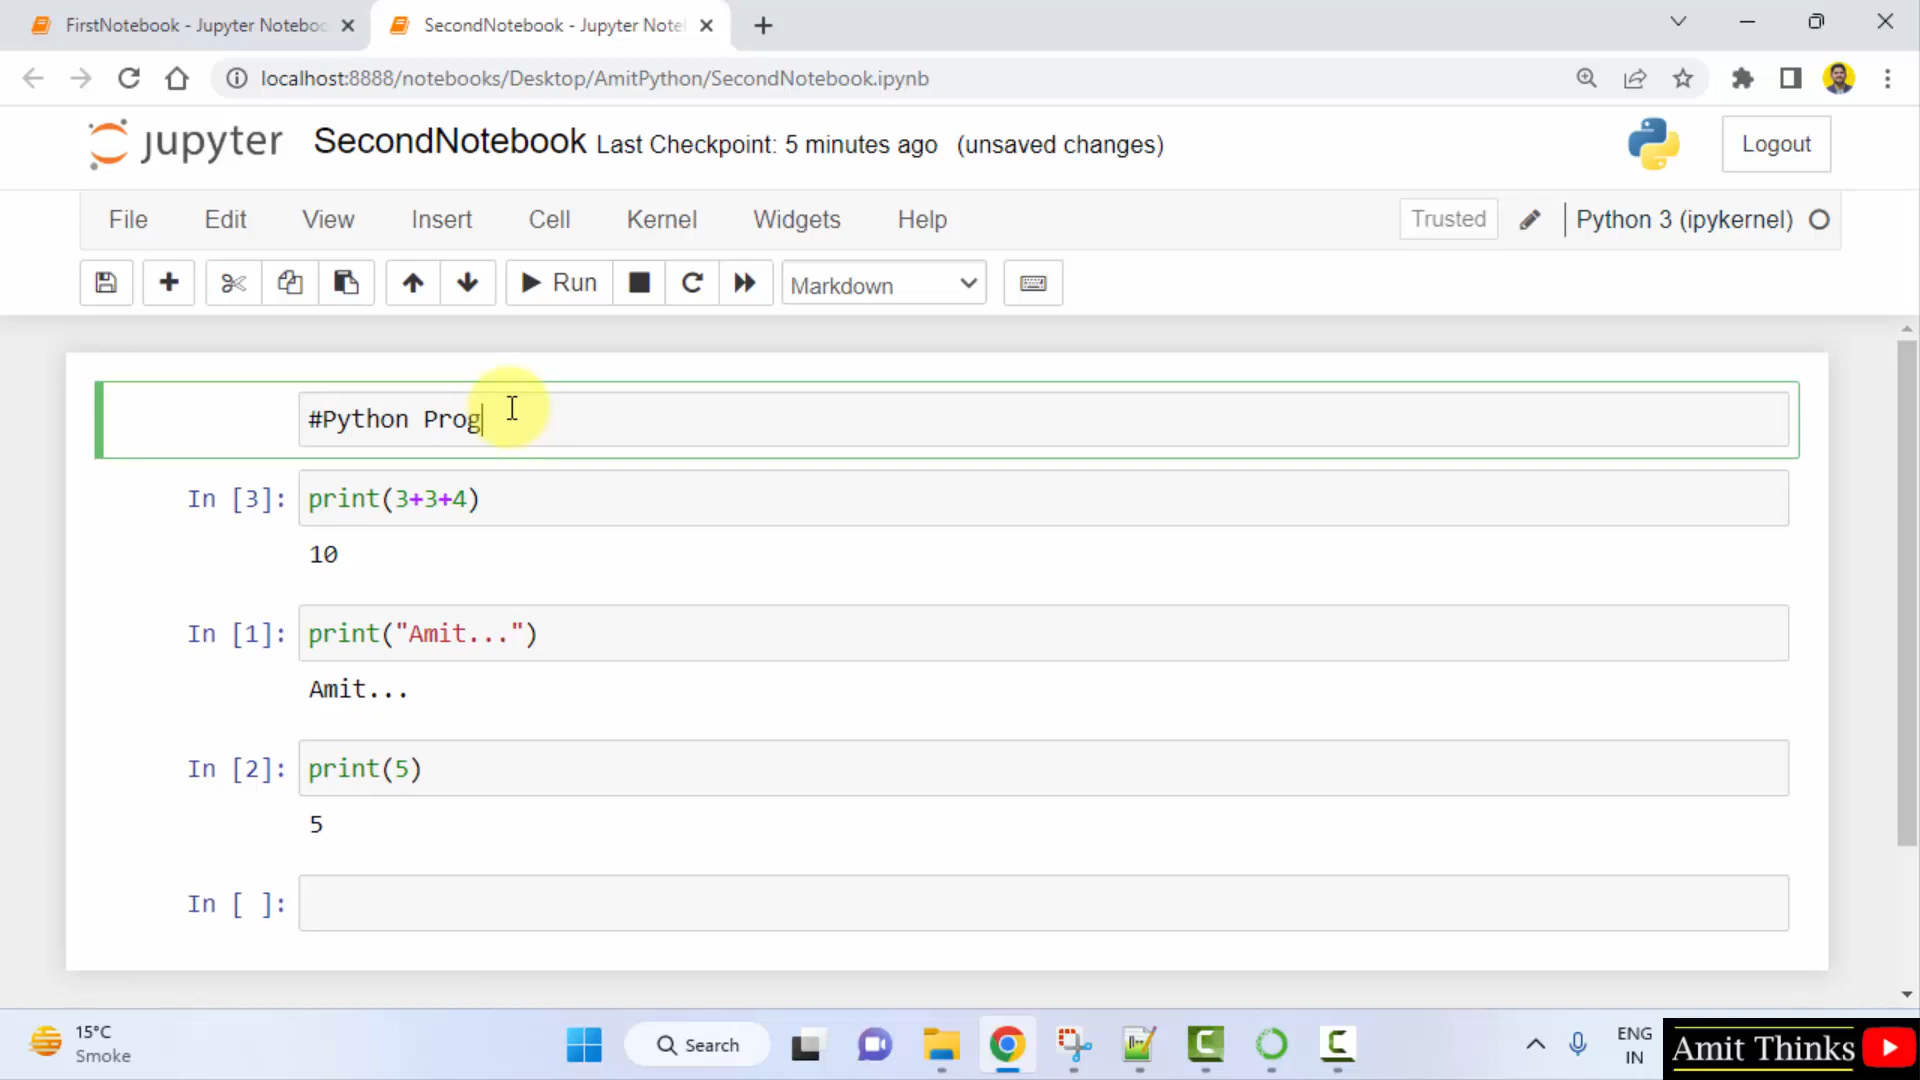 FirstNotebook - Jupyter Noteboo
SecondNotebook - Jupyter Note
localhost:8888/notebooks/Desktop/AmitPython/SecondNotebook.ipynb
jupyter SecondNotebook Last Checkpoint: 5 minutes ago (unsaved changes)
Logout
File Edit View Insert Cell Kernel Widgets Help
Trusted Python 3 (ipykernel)
Run Markdown
#Python Prog
In [3]: print(3+3+4)
10
In [1]: print("Amit...")
Amit...
In [2]: print(5)
5
In [ ]:
15°C
Smoke
Search
ENG
IN
Amit Thinks